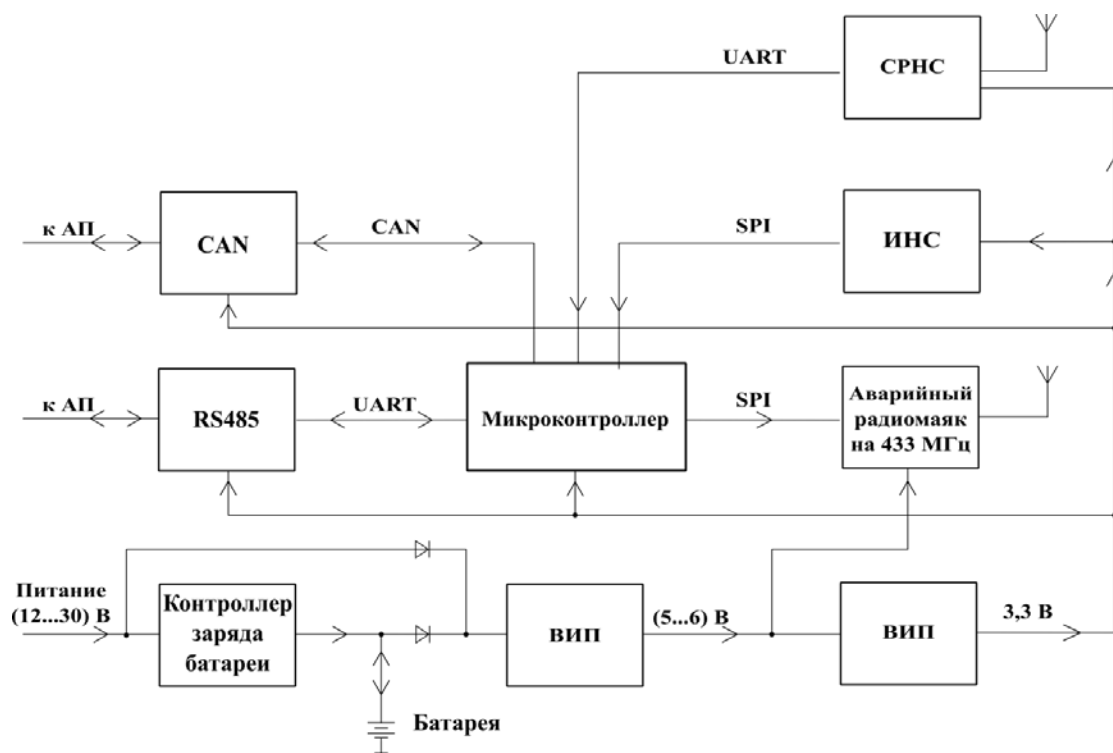 UART
СРНС
к АП
CAN
CAN
SPI
ИНС
к АП
RS485
UART
Микроконтроллер
SPI
Аварийный
радиомаяк
на 433 МГц
Питание
(12...30) В
Контроллер
заряда
батареи
ВИП
(5...6) В
ВИП
3,3 В
Батарея